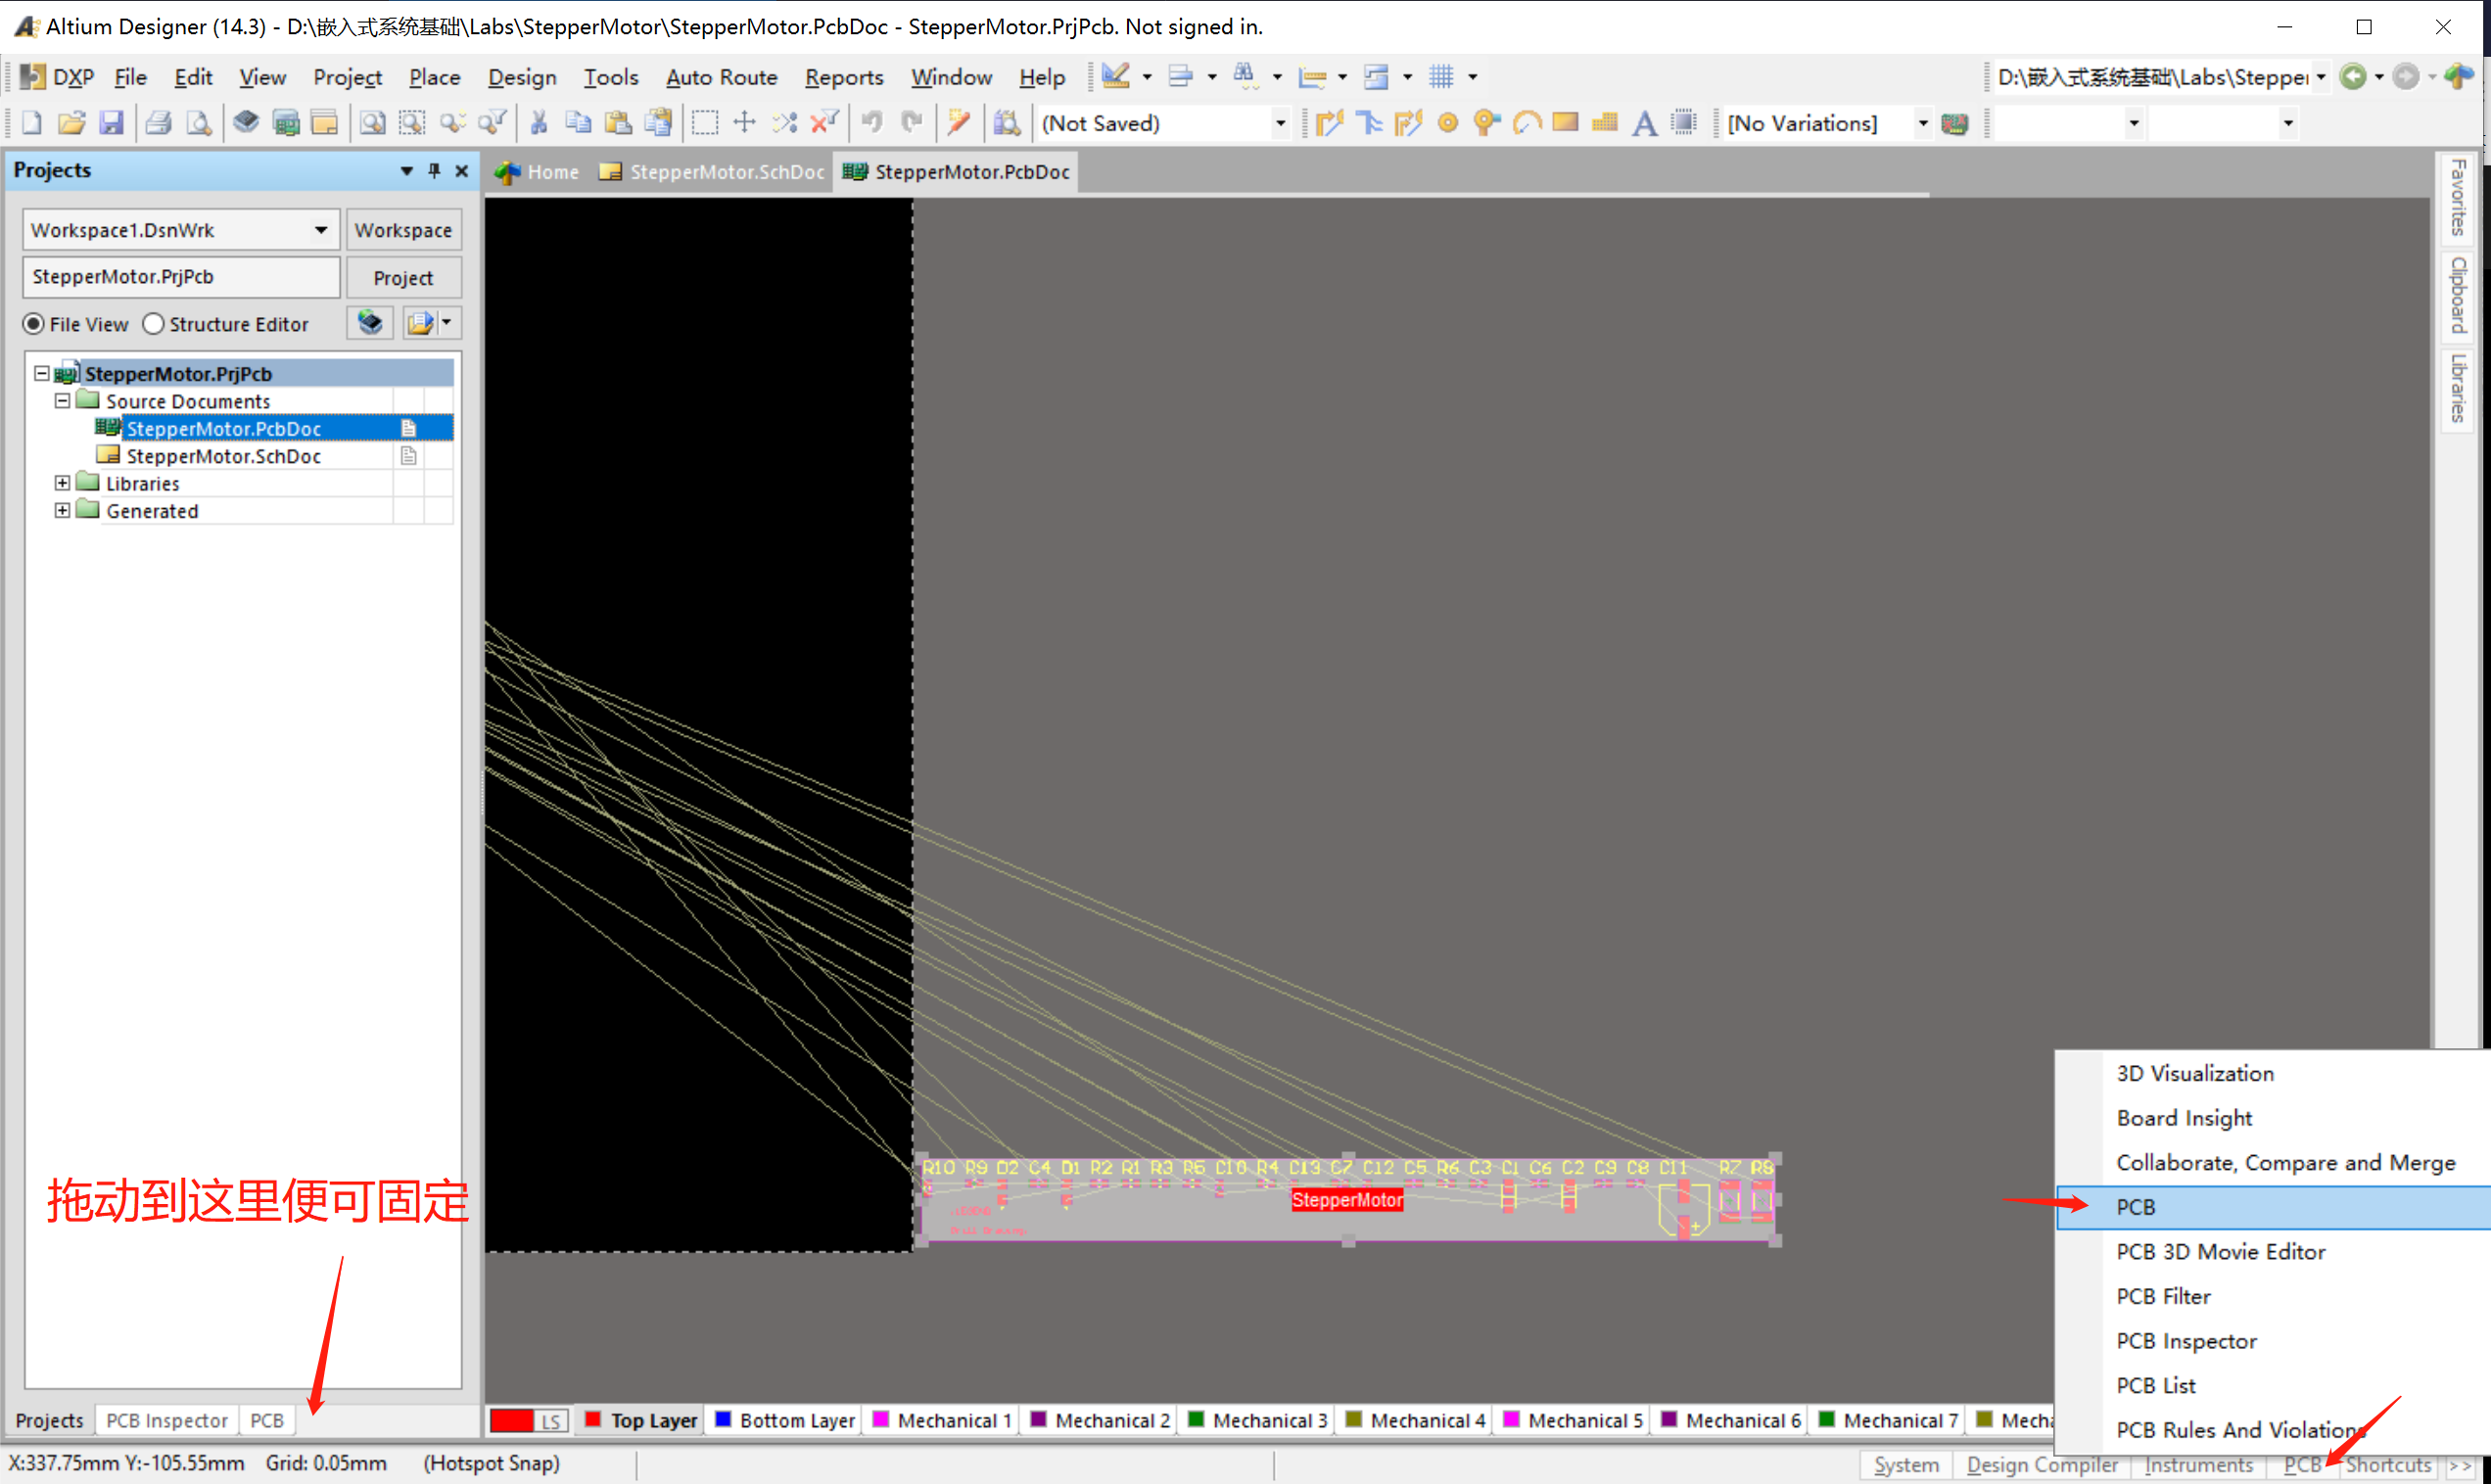 Altium Designer (14.3) - D:\嵌入式系统基础\Labs\StepperMotor\StepperMotor.PcbDoc - StepperMotor.PrjPcb. Not signed in.
DXP File Edit View Project Place Design Tools Auto Route Reports Window Help D:\嵌入式系统基础\Labs\Stepper
(Not Saved) [No Variations]
Projects
Home StepperMotor.SchDoc StepperMotor.PcbDoc
Favorites
Clipboard
Libraries
Workspace1.DsnWrk Workspace
StepperMotor.PrjPcb Project
File View Structure Editor
StepperMotor.PrjPcb
Source Documents
StepperMotor.PcbDoc
StepperMotor.SchDoc
Libraries
Generated
拖动到这里便可固定
R10 R9 D2 C4 D1 R2 R1 R3 R5 C10 R4 C13 C7 C12 C5 R6 C3 C1 C6 C2 C9 C8 C11 R7 R8
StepperMotor
.LEGEND
3D Visualization
Board Insight
Collaborate, Compare and Merge
PCB
PCB 3D Movie Editor
PCB Filter
PCB Inspector
PCB List
PCB Rules And Violations
Projects PCB Inspector PCB
LS Top Layer Bottom Layer Mechanical 1 Mechanical 2 Mechanical 3 Mechanical 4 Mechanical 5 Mechanical 6 Mechanical 7 Mecha
X:337.75mm Y:-105.55mm Grid: 0.05mm (Hotspot Snap)
System Design Compiler Instruments PCB Shortcuts >>